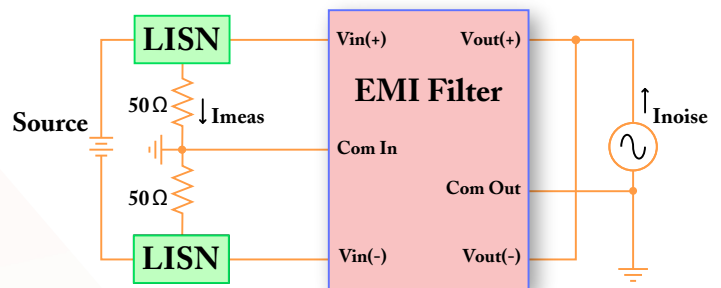 LISN
Vin(+)
Vout(+)
EMI Filter
50Ω
Imeas
Source
Inoise
Com In
50Ω
Com Out
LISN
Vin(-)
Vout(-)